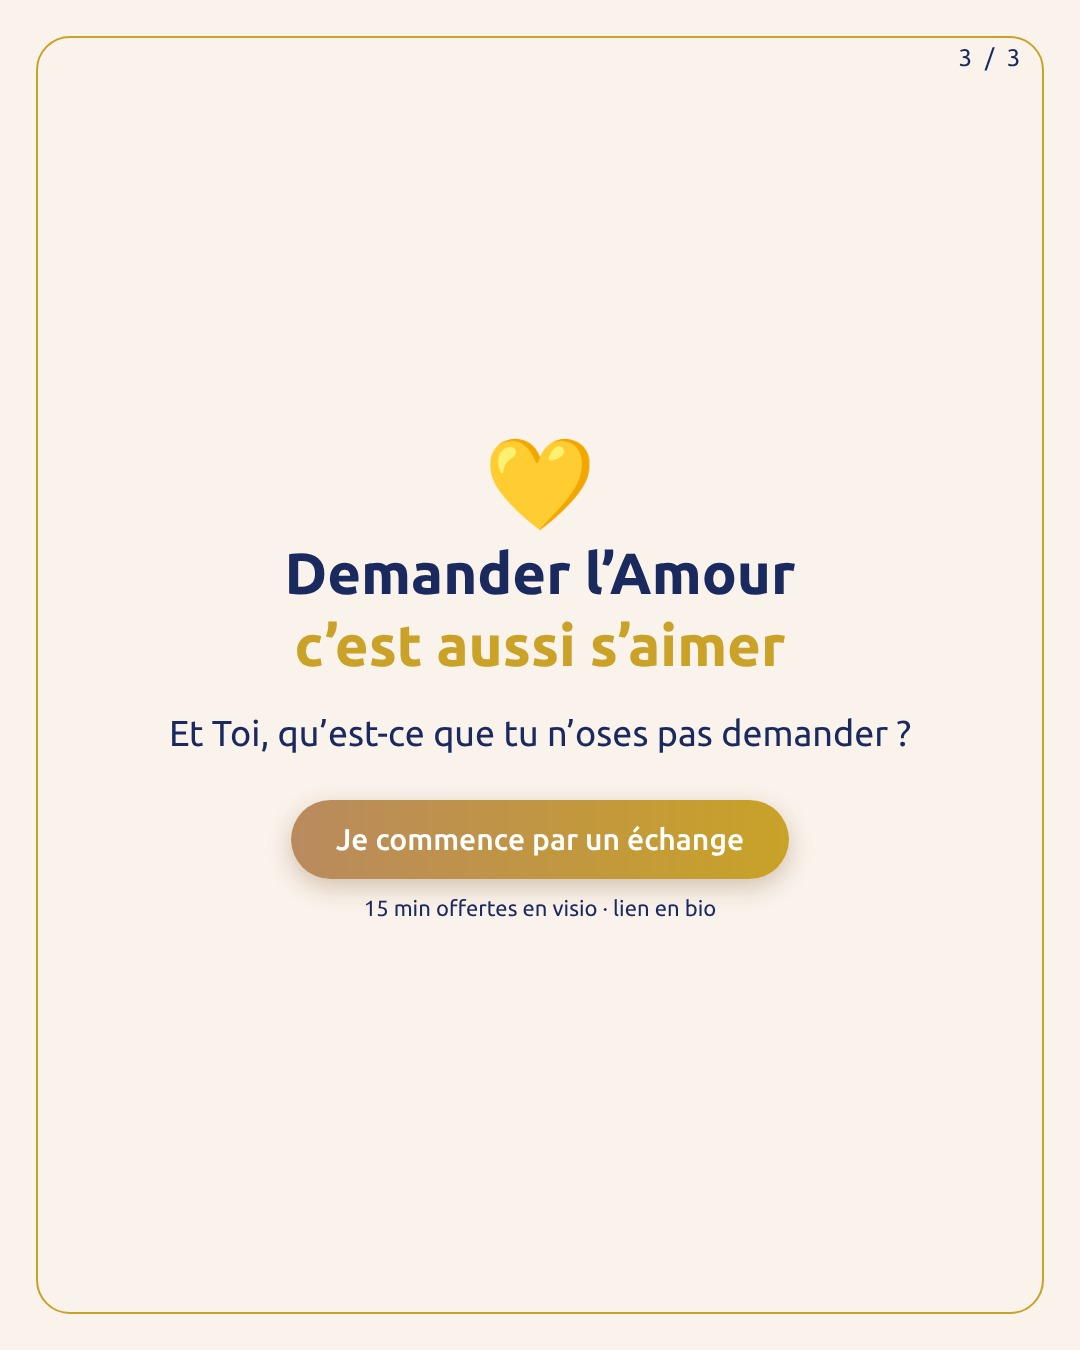 3 / 3
Demander l’Amour
c’est aussi s’aimer
Et Toi, qu’est-ce que tu n’oses pas demander ?
Je commence par un échange
15 min offertes en visio · lien en bio